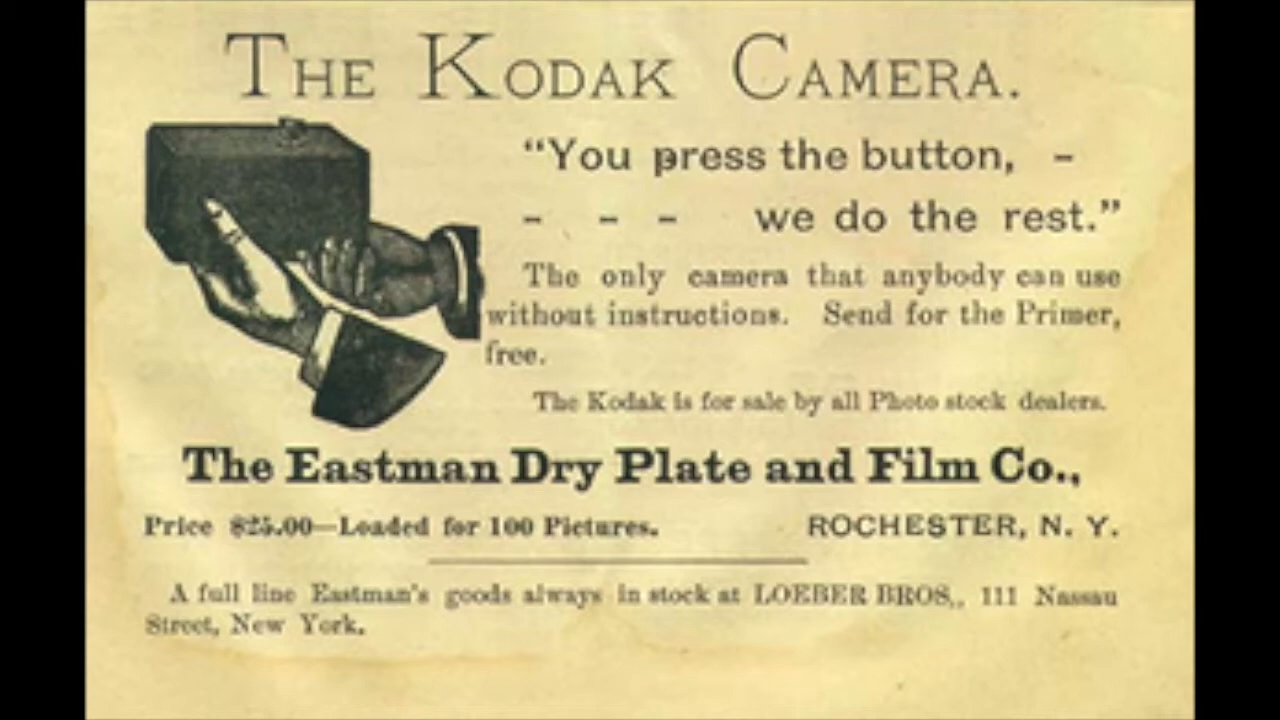 THE KODAK CAMERA.
“You press the button, -
- - - we do the rest.”
The only camera that anybody can use
without instructions. Send for the Primer,
free.
The Kodak is for sale by all Photo stock dealers.
The Eastman Dry Plate and Film Co.,
Price $25.00—Loaded for 100 Pictures. ROCHESTER, N. Y.
A full line Eastman's goods always in stock at LOEBER BROS., 111 Nassau
Street, New York.